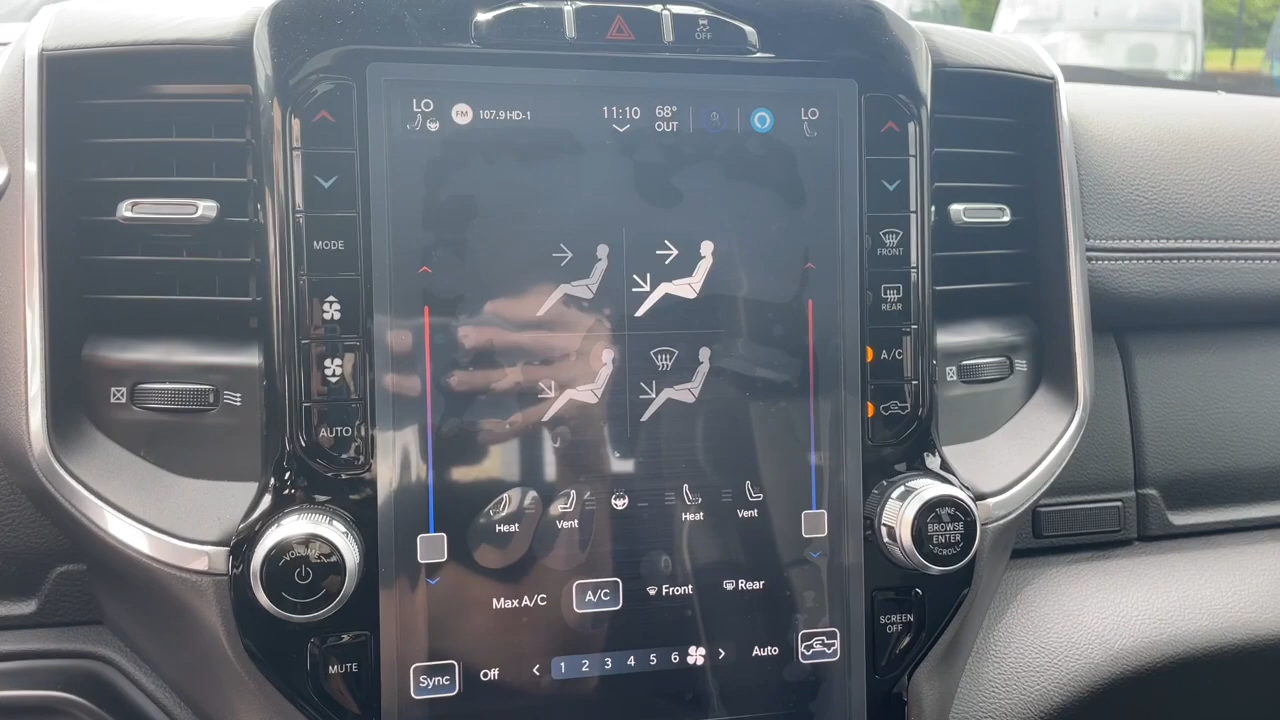 OFF
LO
FM
107.9 HD-1
11:10
68°
OUT
LO
MODE
AUTO
FRONT
REAR
A/C
Heat
Vent
Heat
Vent
Max A/C
A/C
Front
Rear
Sync
Off
1 2 3 4 5 6
Auto
VOLUME
MUTE
TUNE
BROWSE
ENTER
SCROLL
SCREEN
OFF